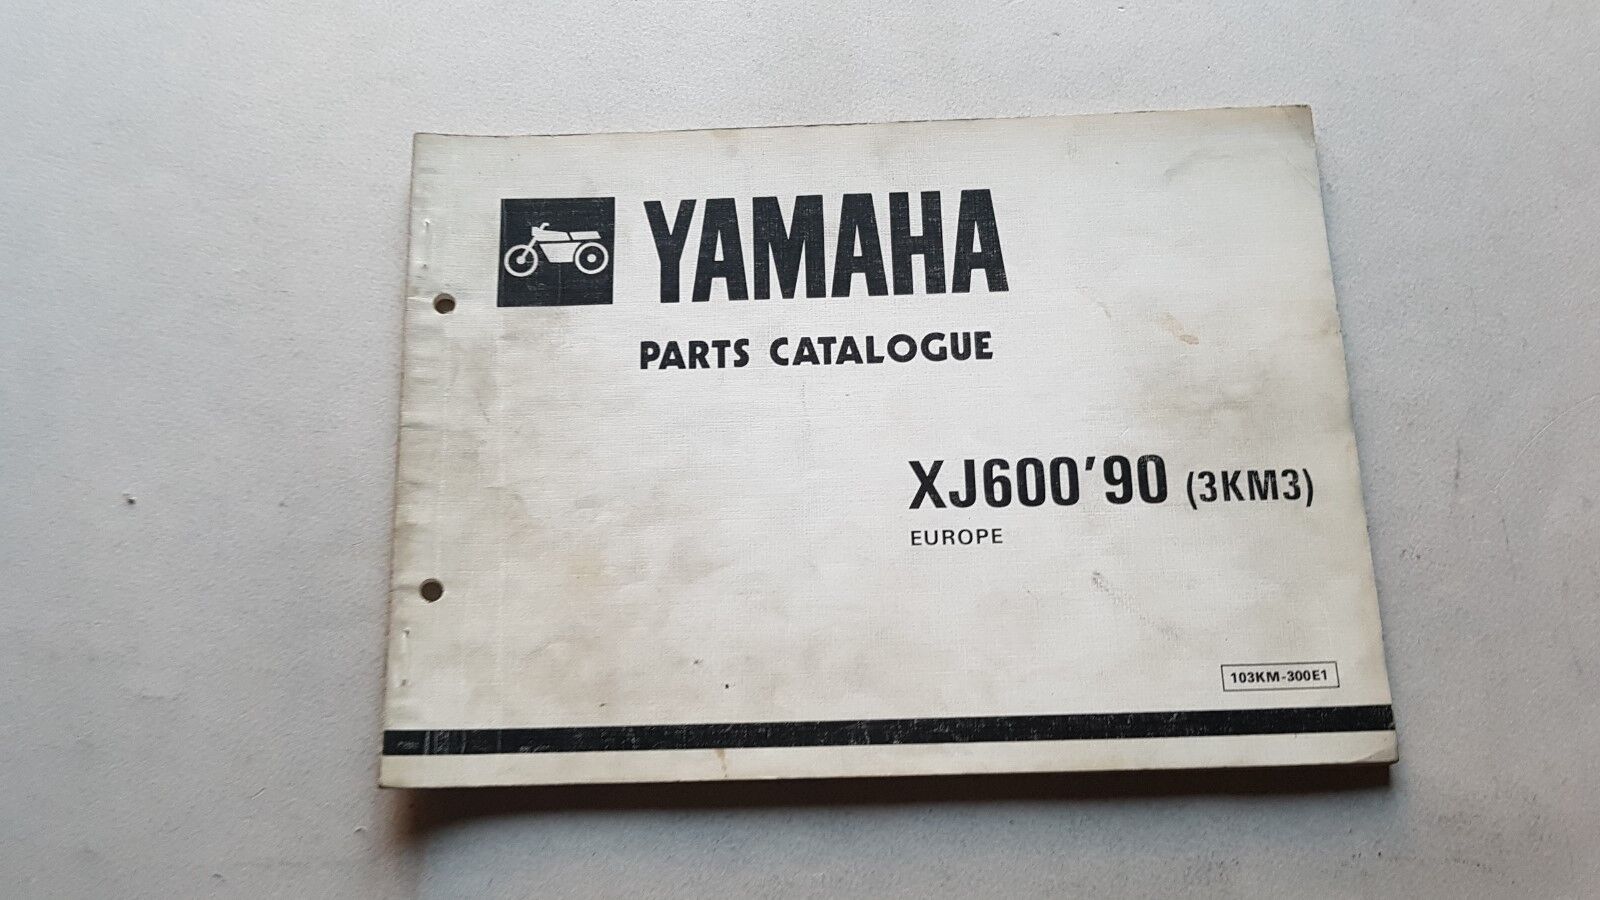 YAMAHA
PARTS CATALOGUE
XJ600'90 (3KM3)
EUROPE
103KM-300E1